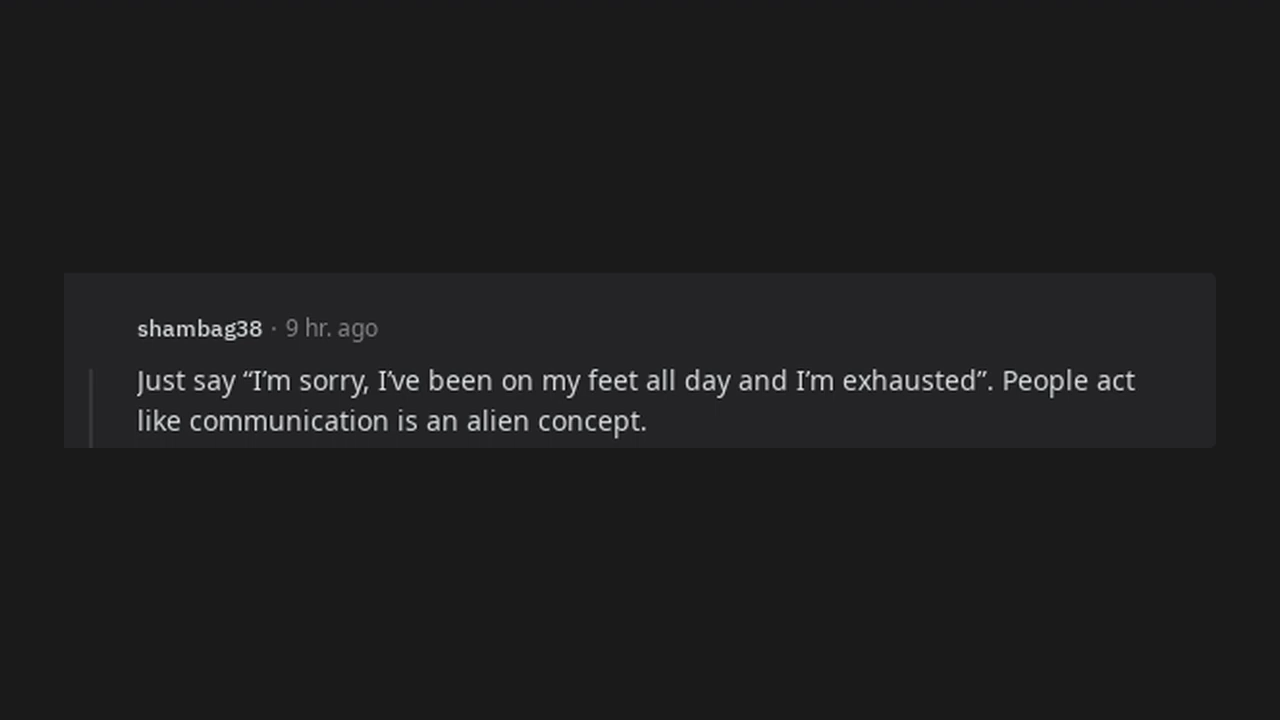 shambag38 · 9 hr. ago
Just say “I’m sorry, I’ve been on my feet all day and I’m exhausted”. People act
like communication is an alien concept.